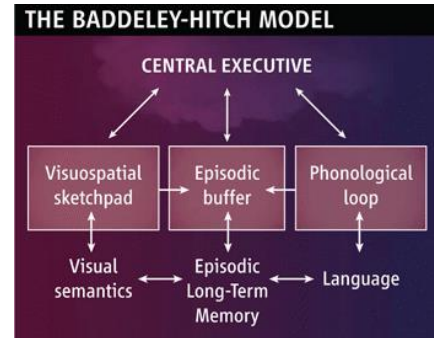 THE BADDELEY-HITCH MODEL
CENTRAL EXECUTIVE
Visuospatial
sketchpad
Episodic
buffer
Phonological
loop
Visual
semantics
Episodic
Long-Term
Memory
Language